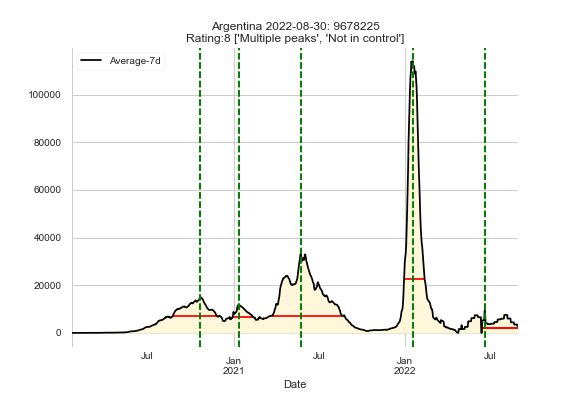 Argentina 2022-08-30: 9678225
Rating:8 ['Multiple peaks', 'Not in control']
Average-7d
100000
80000
60000
40000
20000
0
Jul
Jan
2021
Jul
Jan
2022
Jul
Date